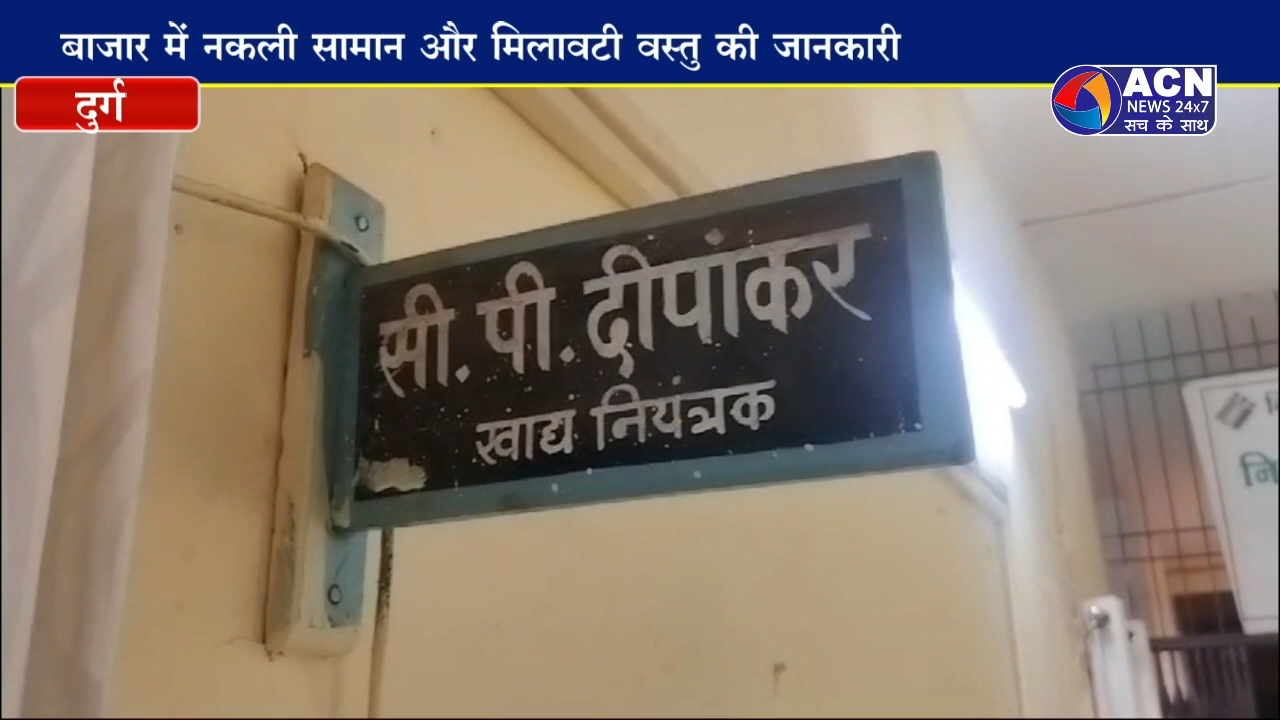 बाजार में नकली सामान और मिलावटी वस्तु की जानकारी
दुर्ग
ACN
NEWS 24x7
सच के साथ
सी. पी. दीपांकर
खाद्य नियंत्रक